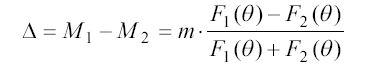 Δ = M₁ − M₂ = m · (F₁(θ) − F₂(θ)) / (F₁(θ) + F₂(θ))